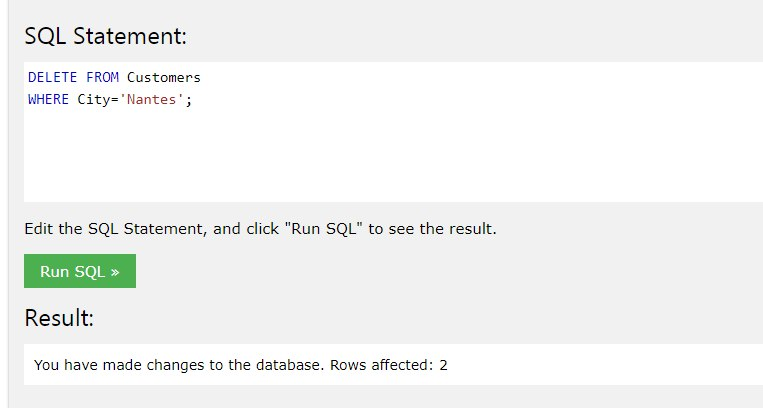 SQL Statement:
DELETE FROM Customers
WHERE City='Nantes';
Edit the SQL Statement, and click "Run SQL" to see the result.
Run SQL »
Result:
You have made changes to the database. Rows affected: 2